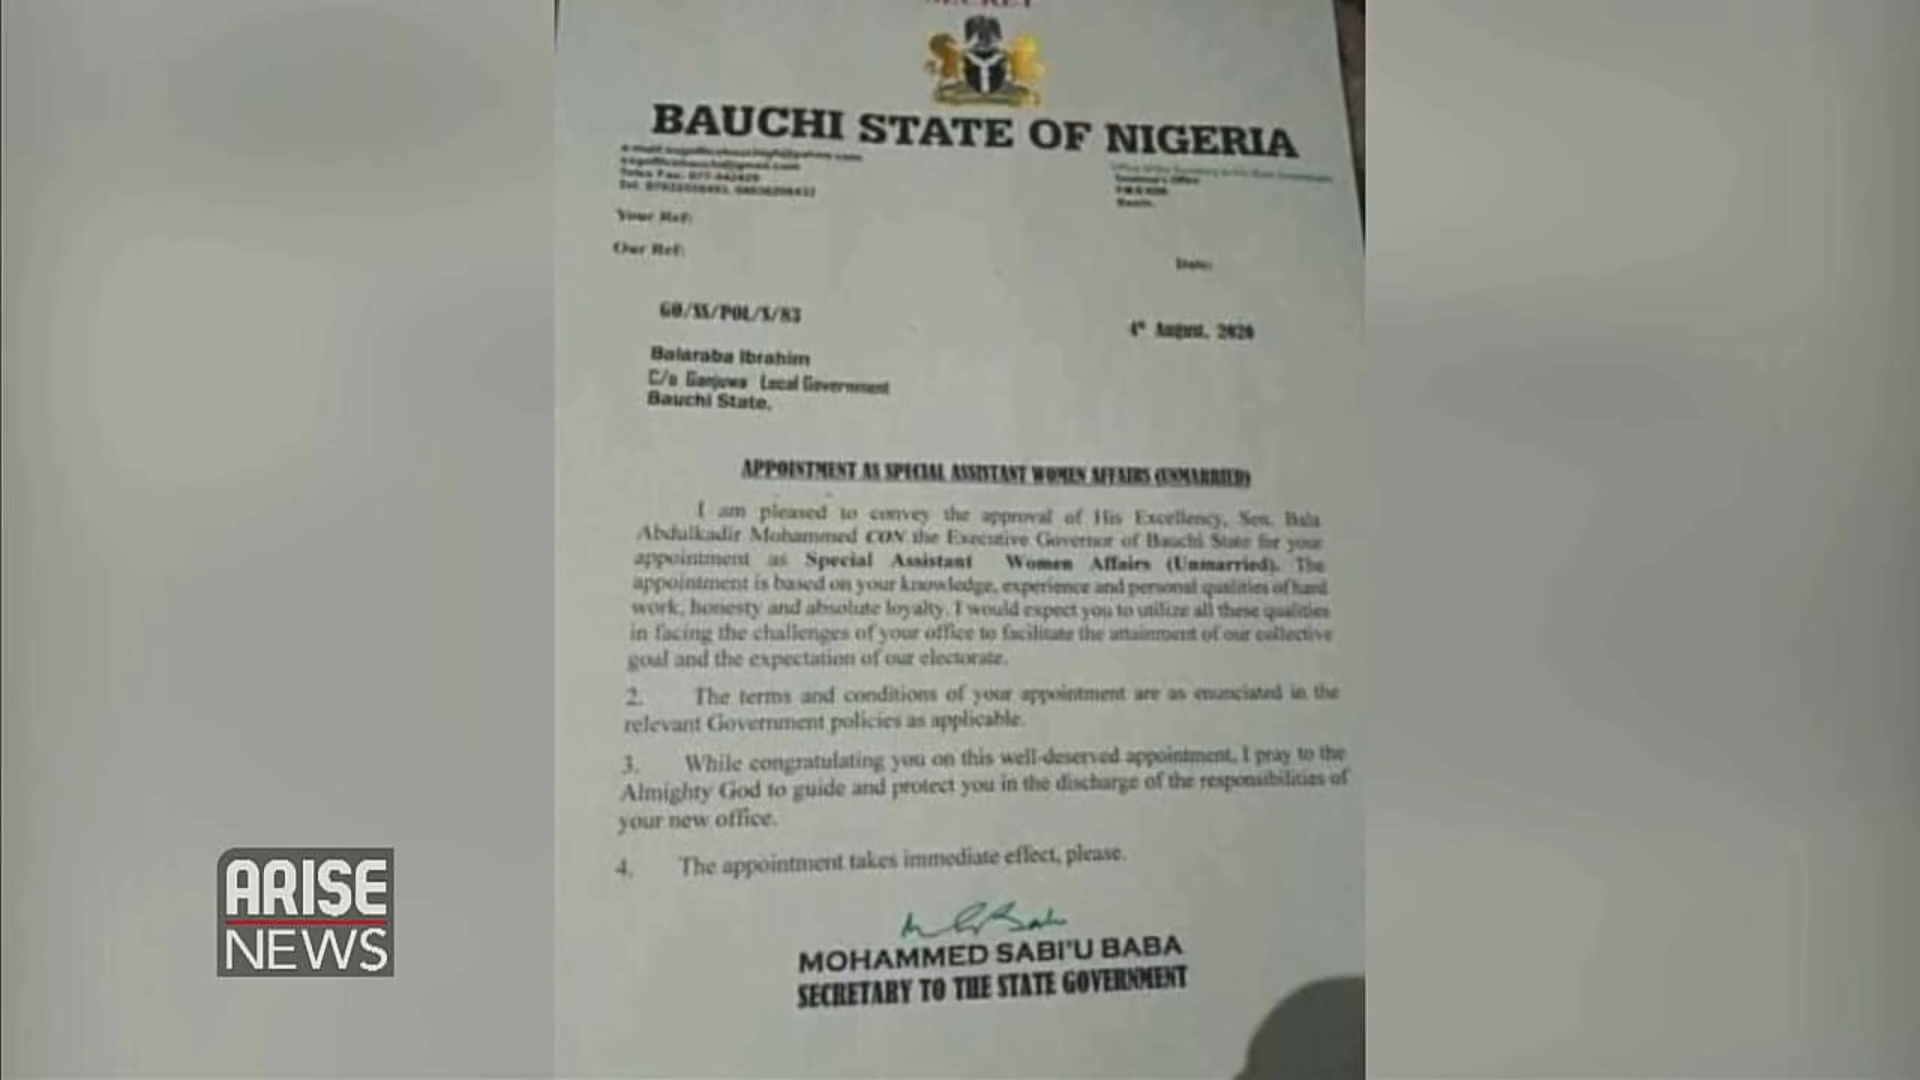 SECRET
BAUCHI STATE OF NIGERIA
Your Ref:
Our Ref:
Date:
GO/SS/POL/S/83
4th August, 2020
Balaraba Ibrahim
C/o Ganjuwa Local Government
Bauchi State.
APPOINTMENT AS SPECIAL ASSISTANT WOMEN AFFAIRS (UNMARRIED)
I am pleased to convey the approval of His Excellency, Sen. Bala
Abdulkadir Mohammed CON the Executive Governor of Bauchi State for your
appointment as Special Assistant Women Affairs (Unmarried). The
appointment is based on your knowledge, experience and personal qualities of hard
work, honesty and absolute loyalty. I would expect you to utilize all these qualities
in facing the challenges of your office to facilitate the attainment of our collective
goal and the expectation of our electorate.
2. The terms and conditions of your appointment are as enunciated in the
relevant Government policies as applicable.
3. While congratulating you on this well-deserved appointment, I pray to the
Almighty God to guide and protect you in the discharge of the responsibilities of
your new office.
4. The appointment takes immediate effect, please.
MOHAMMED SABI'U BABA
SECRETARY TO THE STATE GOVERNMENT
ARISE
NEWS